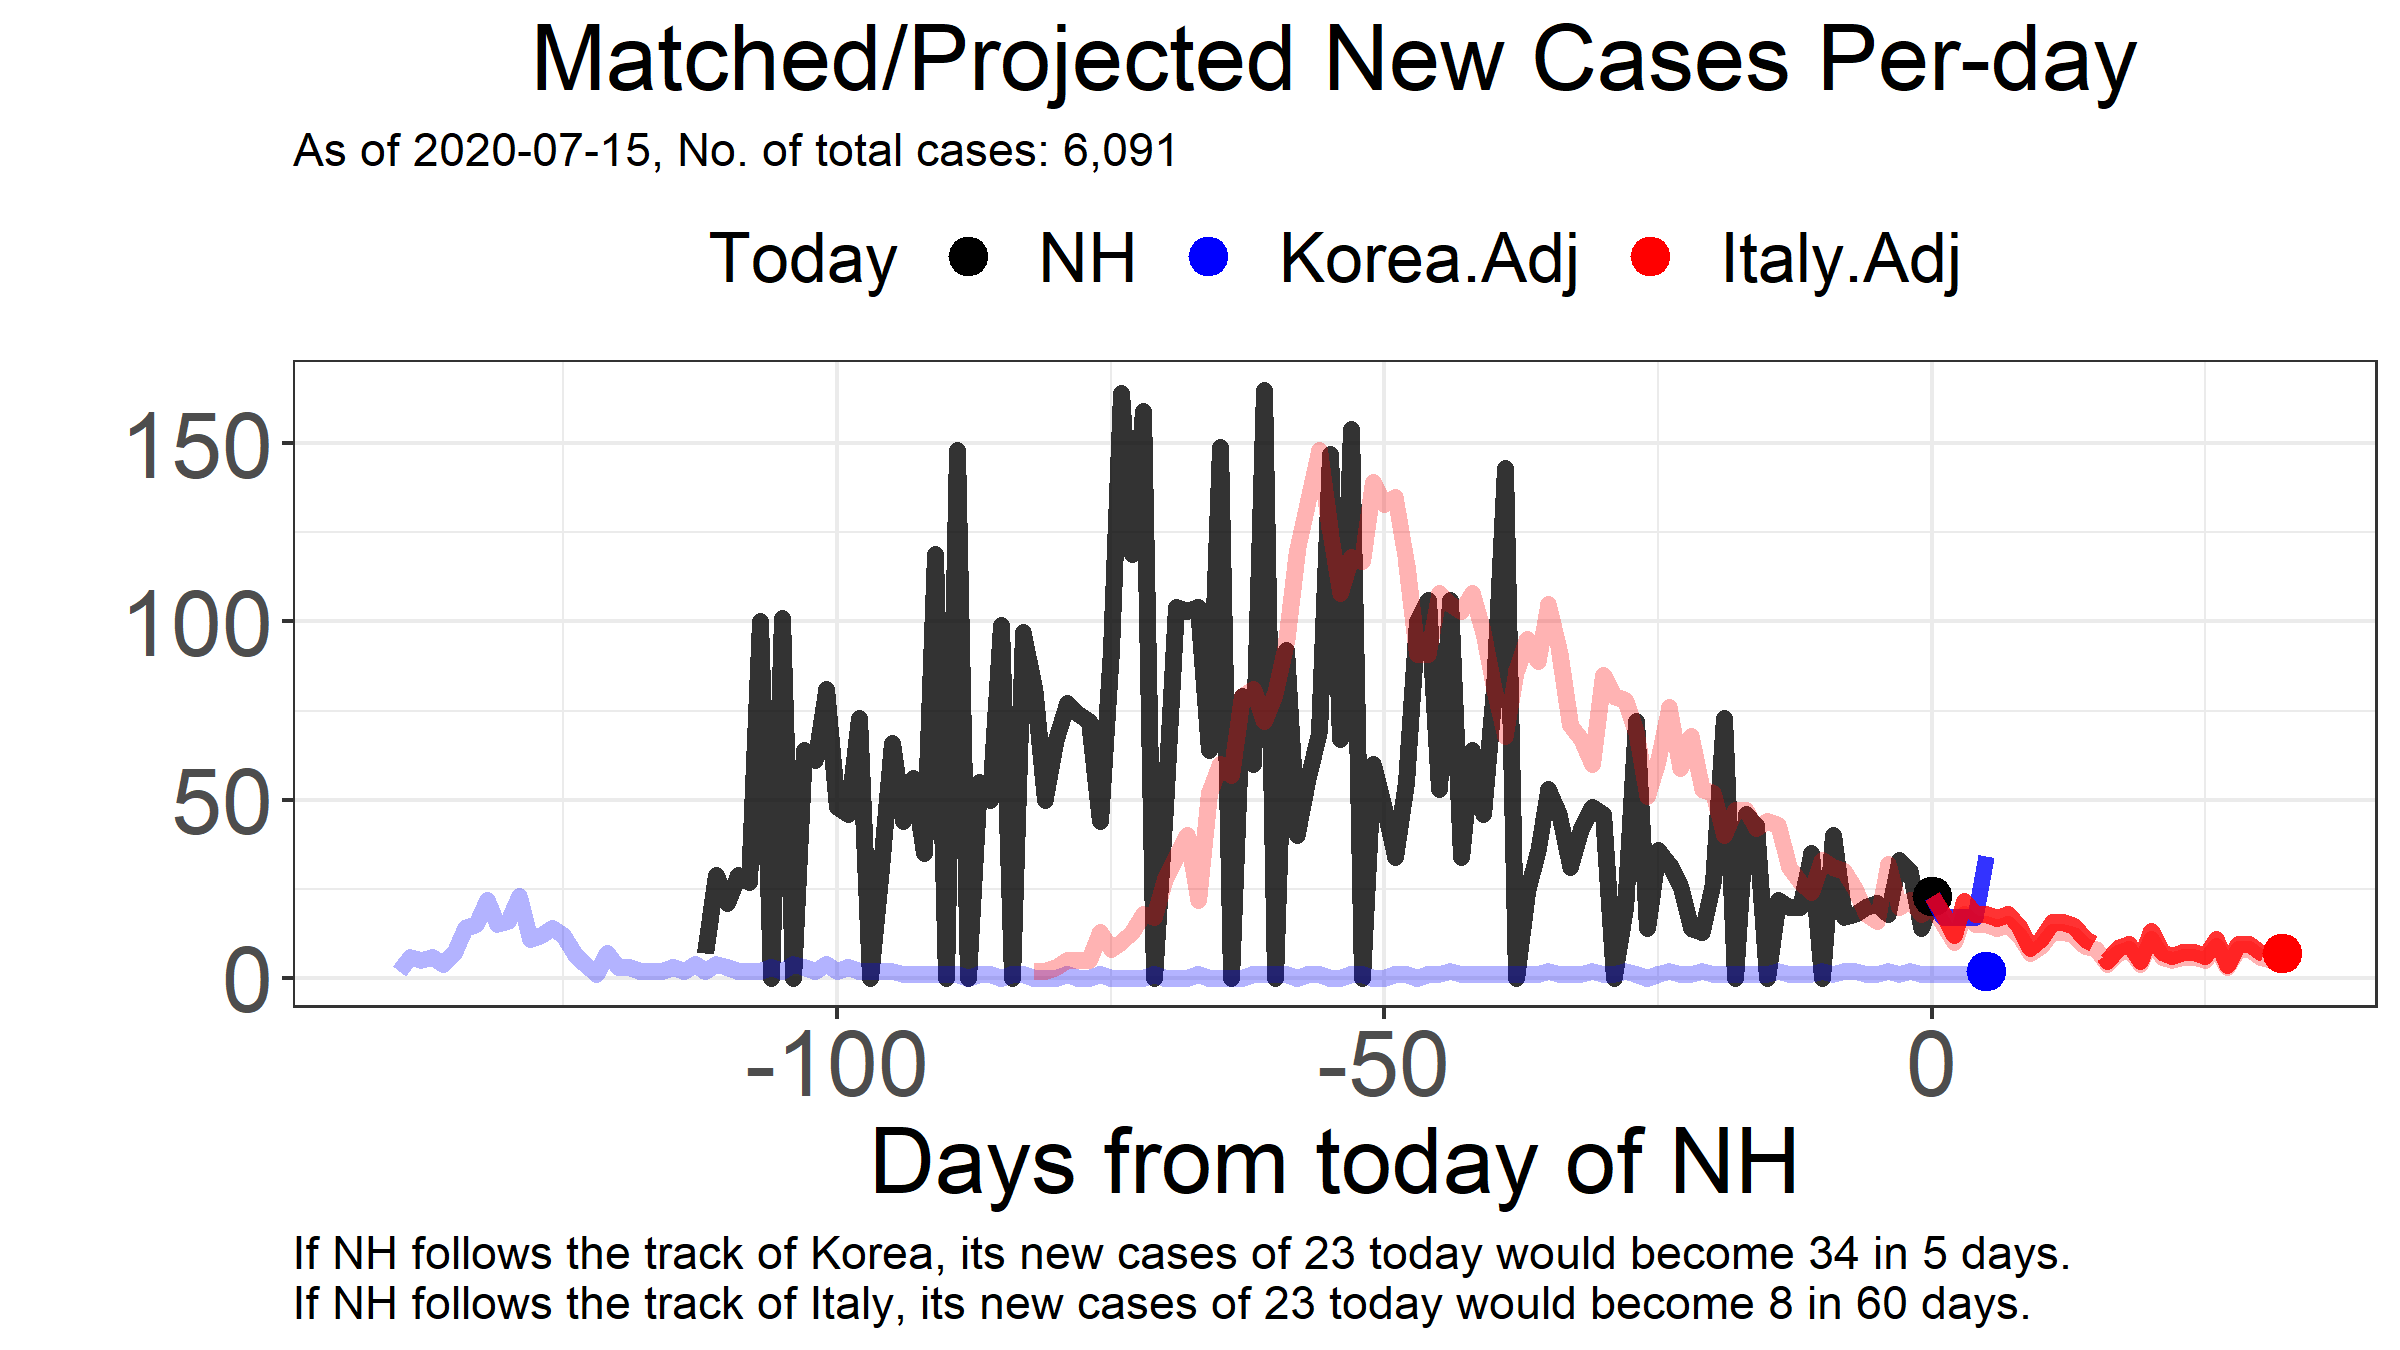 Matched/Projected New Cases Per-day
As of 2020-07-15, No. of total cases: 6,091
Today NH Korea.Adj Italy.Adj
150
100
50
0
-100 -50 0
Days from today of NH
If NH follows the track of Korea, its new cases of 23 today would become 34 in 5 days.
If NH follows the track of Italy, its new cases of 23 today would become 8 in 60 days.